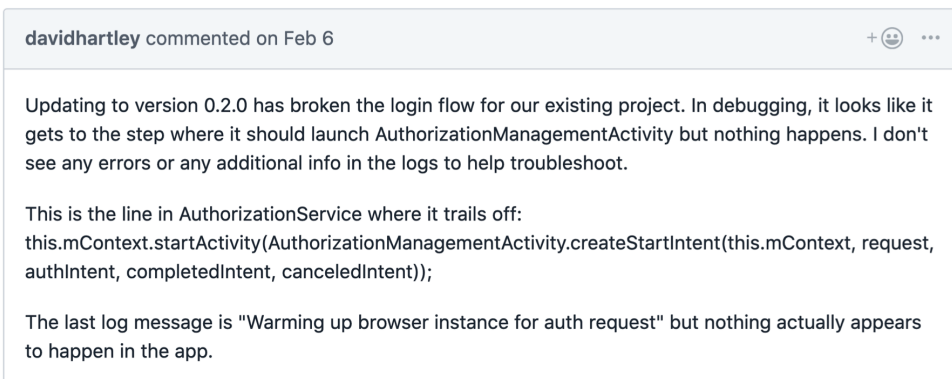 davidhartley commented on Feb 6
Updating to version 0.2.0 has broken the login flow for our existing project. In debugging, it looks like it
gets to the step where it should launch AuthorizationManagementActivity but nothing happens. I don't
see any errors or any additional info in the logs to help troubleshoot.
This is the line in AuthorizationService where it trails off:
this.mContext.startActivity(AuthorizationManagementActivity.createStartIntent(this.mContext, request,
authIntent, completedIntent, canceledIntent));
The last log message is "Warming up browser instance for auth request" but nothing actually appears
to happen in the app.